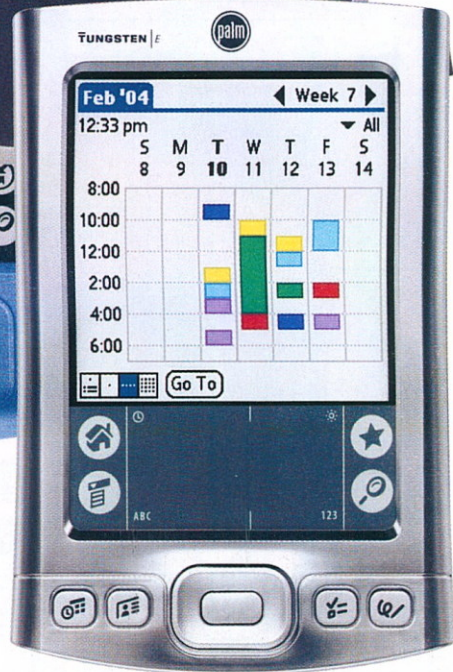 TUNGSTEN | E
palm
Feb '04 Week 7
12:33 pm All
S M T W T F S
8 9 10 11 12 13 14
8:00
10:00
12:00
2:00
4:00
6:00
Go To
ABC 123